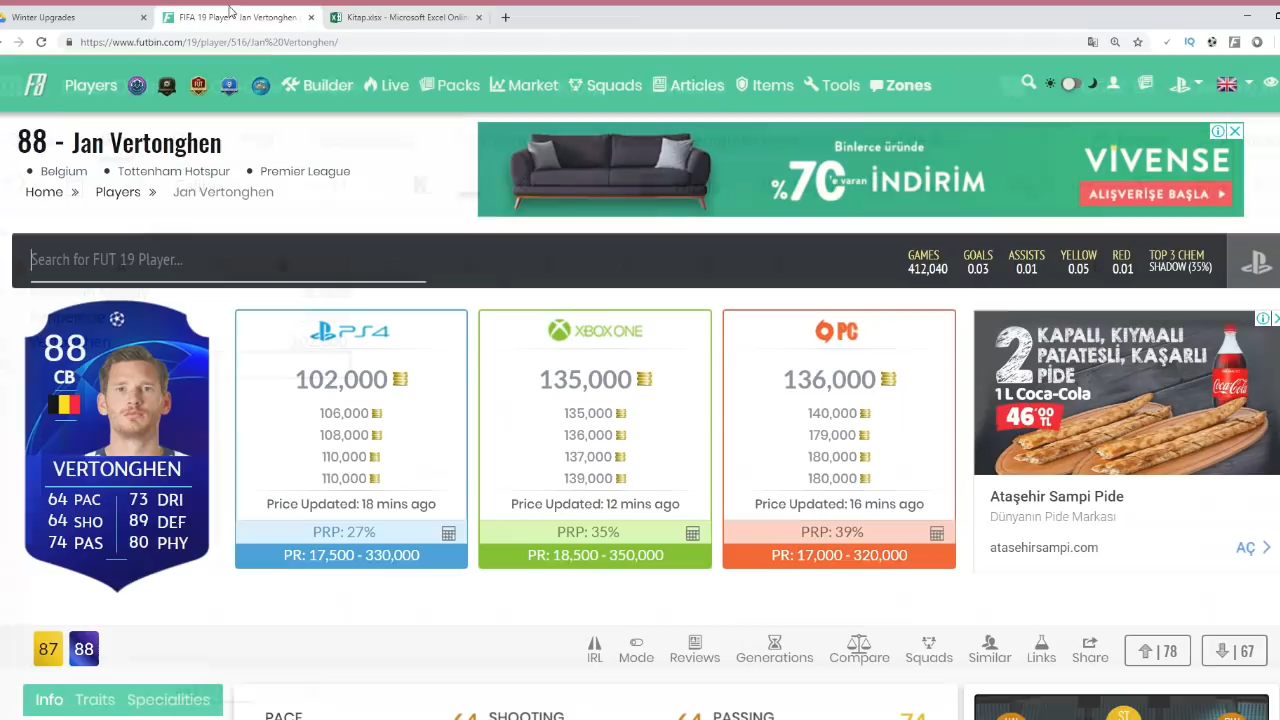 Winter Upgrades
FIFA 19 Player Jan Vertonghen
Kitap.xlsx - Microsoft Excel Onlin
https://www.futbin.com/19/player/516/Jan%20Vertonghen/
Players Builder Live Packs Market Squads Articles Items Tools Zones
88 - Jan Vertonghen
Belgium Tottenham Hotspur Premier League
Home » Players » Jan Vertonghen
Binlerce üründe
%70'e varan İNDİRİM
VİVENSE
ALIŞVERİŞE BAŞLA
Search for FUT 19 Player...
GAMES GOALS ASSISTS YELLOW RED TOP 3 CHEM
412,040 0.03 0.01 0.05 0.01 SHADOW (35%)
88
CB
VERTONGHEN
64 PAC 73 DRI
64 SHO 89 DEF
74 PAS 80 PHY
PS4
102,000
106,000
108,000
110,000
110,000
Price Updated: 18 mins ago
PRP: 27%
PR: 17,500 - 330,000
XBOX ONE
135,000
135,000
136,000
137,000
139,000
Price Updated: 12 mins ago
PRP: 35%
PR: 18,500 - 350,000
PC
136,000
140,000
179,000
180,000
180,000
Price Updated: 16 mins ago
PRP: 39%
PR: 17,000 - 320,000
2 KAPALI, KIYMALI
PATATESLİ, KAŞARLI
PİDE
1 L Coca-Cola
46'00 TL
Coca-Cola
Ataşehir Sampi Pide
Dünyanın Pide Markası
atasehirsampi.com
AÇ
87 88
IRL Mode Reviews Generations Compare Squads Similar Links Share
78
67
Info Traits Specialities
PACE 64 SHOOTING 64 PASSING 74
ST